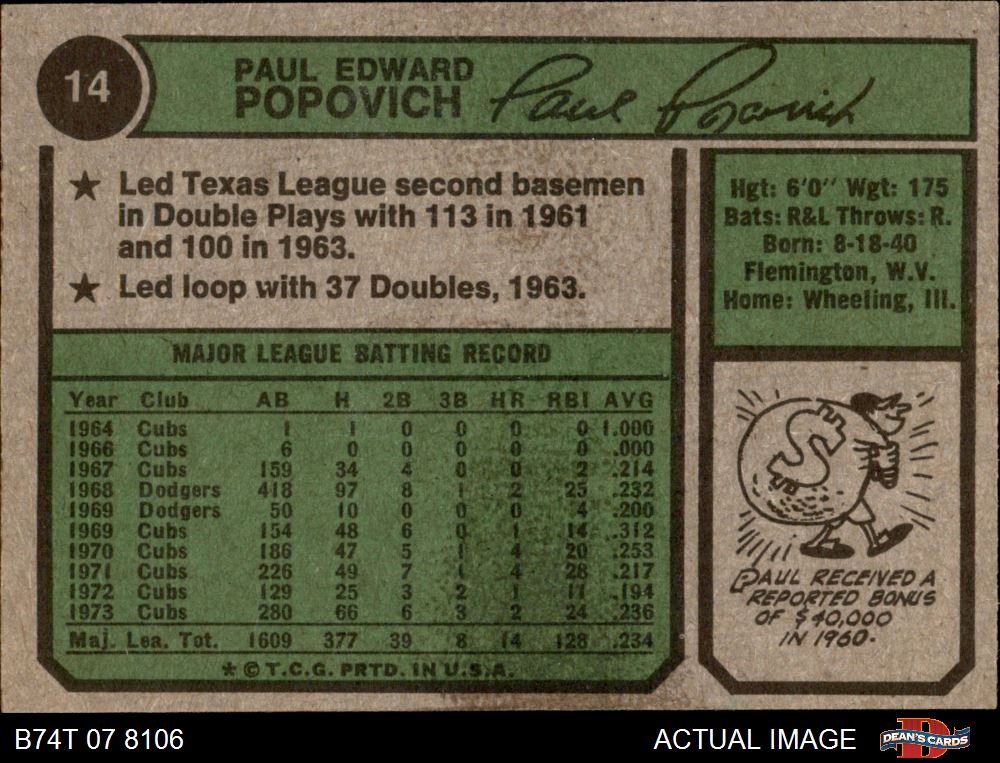 14
PAUL EDWARD
POPOVICH
Paul Popovich
★ Led Texas League second basemen
in Double Plays with 113 in 1961
and 100 in 1963.
★ Led loop with 37 Doubles, 1963.
Hgt: 6'0" Wgt: 175
Bats: R&L Throws: R.
Born: 8-18-40
Flemington, W.V.
Home: Wheeling, Ill.
MAJOR LEAGUE BATTING RECORD
Year Club AB H 2B 3B HR RBI AVG
1964 Cubs 1 1 0 0 0 0 1.000
1966 Cubs 6 0 0 0 0 0 .000
1967 Cubs 159 34 4 0 0 2 .214
1968 Dodgers 418 97 8 1 2 25 .232
1969 Dodgers 50 10 0 0 0 4 .200
1969 Cubs 154 48 6 0 1 14 .312
1970 Cubs 186 47 5 1 4 20 .253
1971 Cubs 226 49 7 1 4 28 .217
1972 Cubs 129 25 3 2 1 11 .194
1973 Cubs 280 66 6 3 2 24 .236
Maj. Lea. Tot. 1609 377 39 8 14 128 .234
* © T.C.G. PRTD. IN U.S.A.
S
PAUL RECEIVED A
REPORTED BONUS
OF $40,000
IN 1960.
B74T 07 8106
ACTUAL IMAGE
D
DEAN'S CARDS